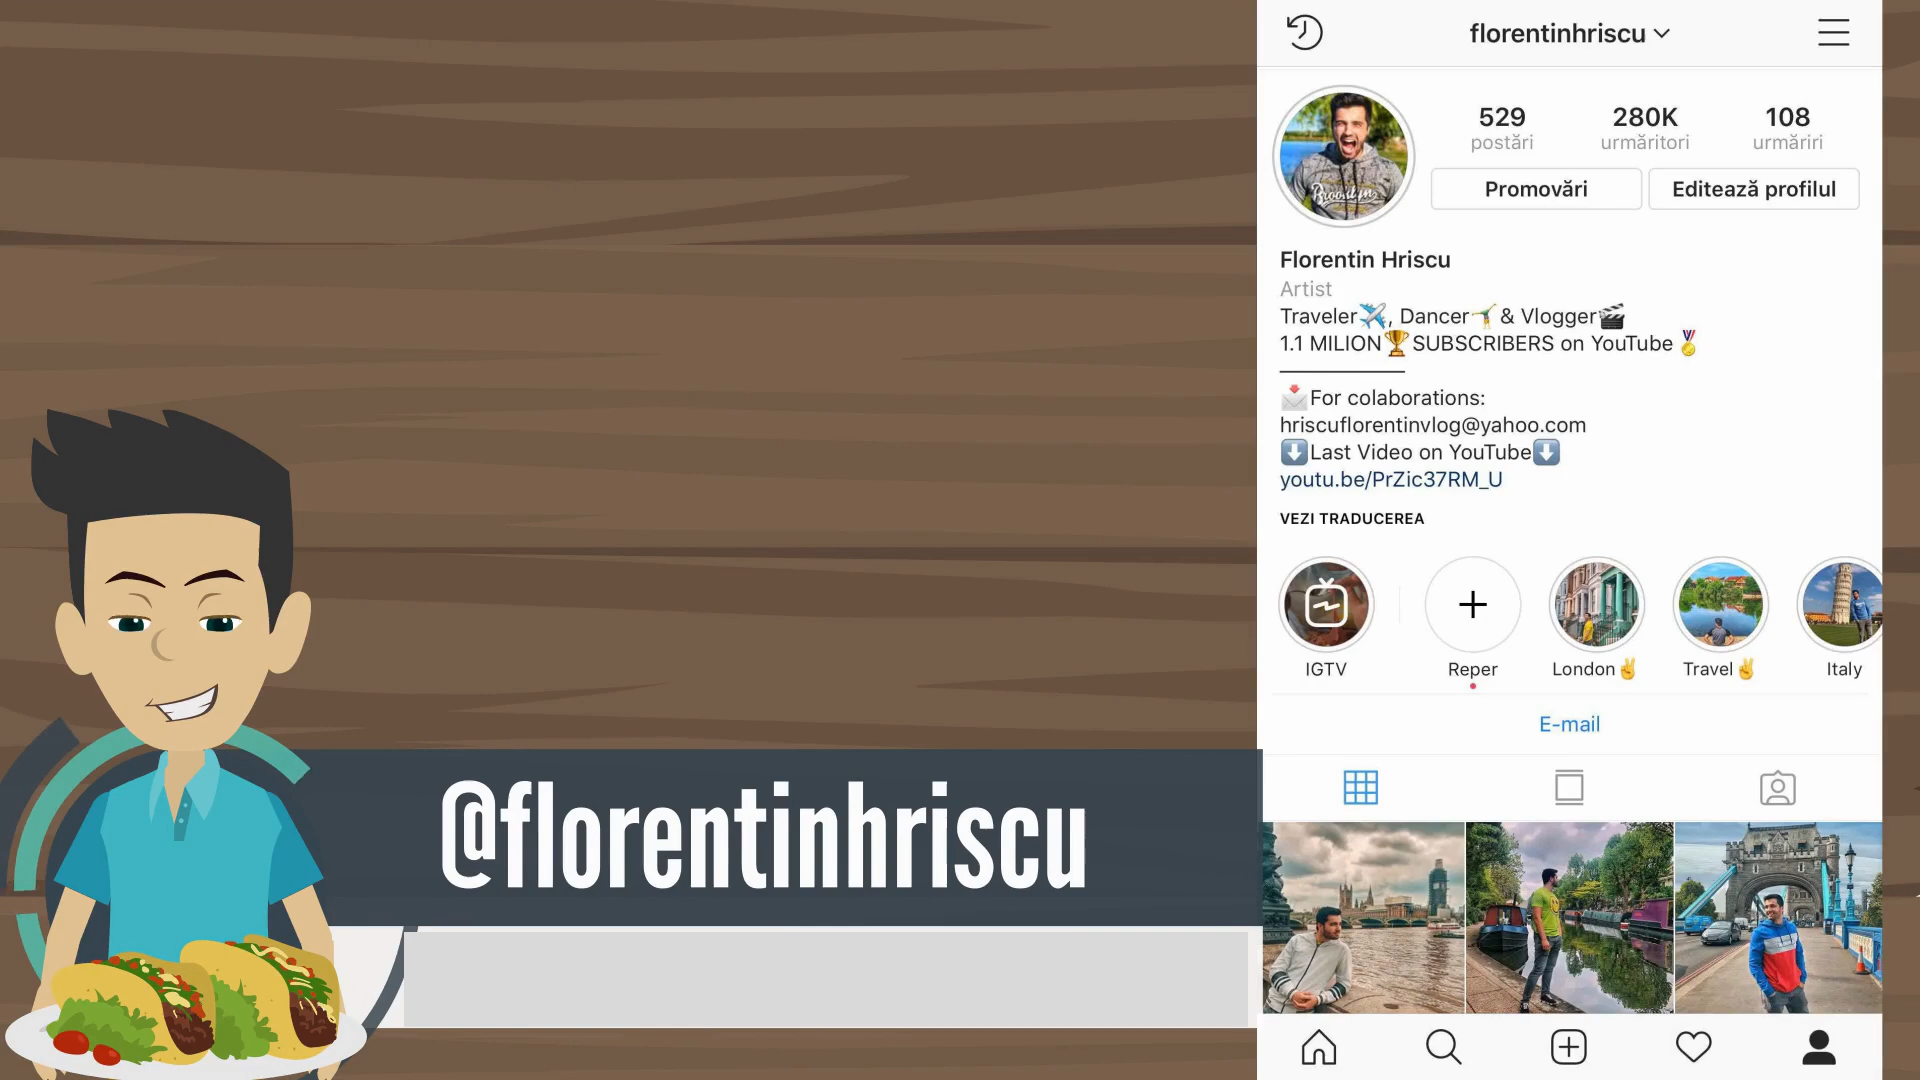 florentinhriscu
529 280K 108
postări urmăritori urmăriri
Promovări Editează profilul
Florentin Hriscu
Artist
Traveler✈️, Dancer🤸 & Vlogger🎬
1.1 MILION🏆SUBSCRIBERS on YouTube🏅
📩For colaborations:
hriscuflorentinvlog@yahoo.com
⬇️Last Video on YouTube⬇️
youtu.be/PrZic37RM_U
VEZI TRADUCEREA
IGTV Reper London✌️ Travel✌️ Italy
E-mail
@florentinhriscu
Brooklyn